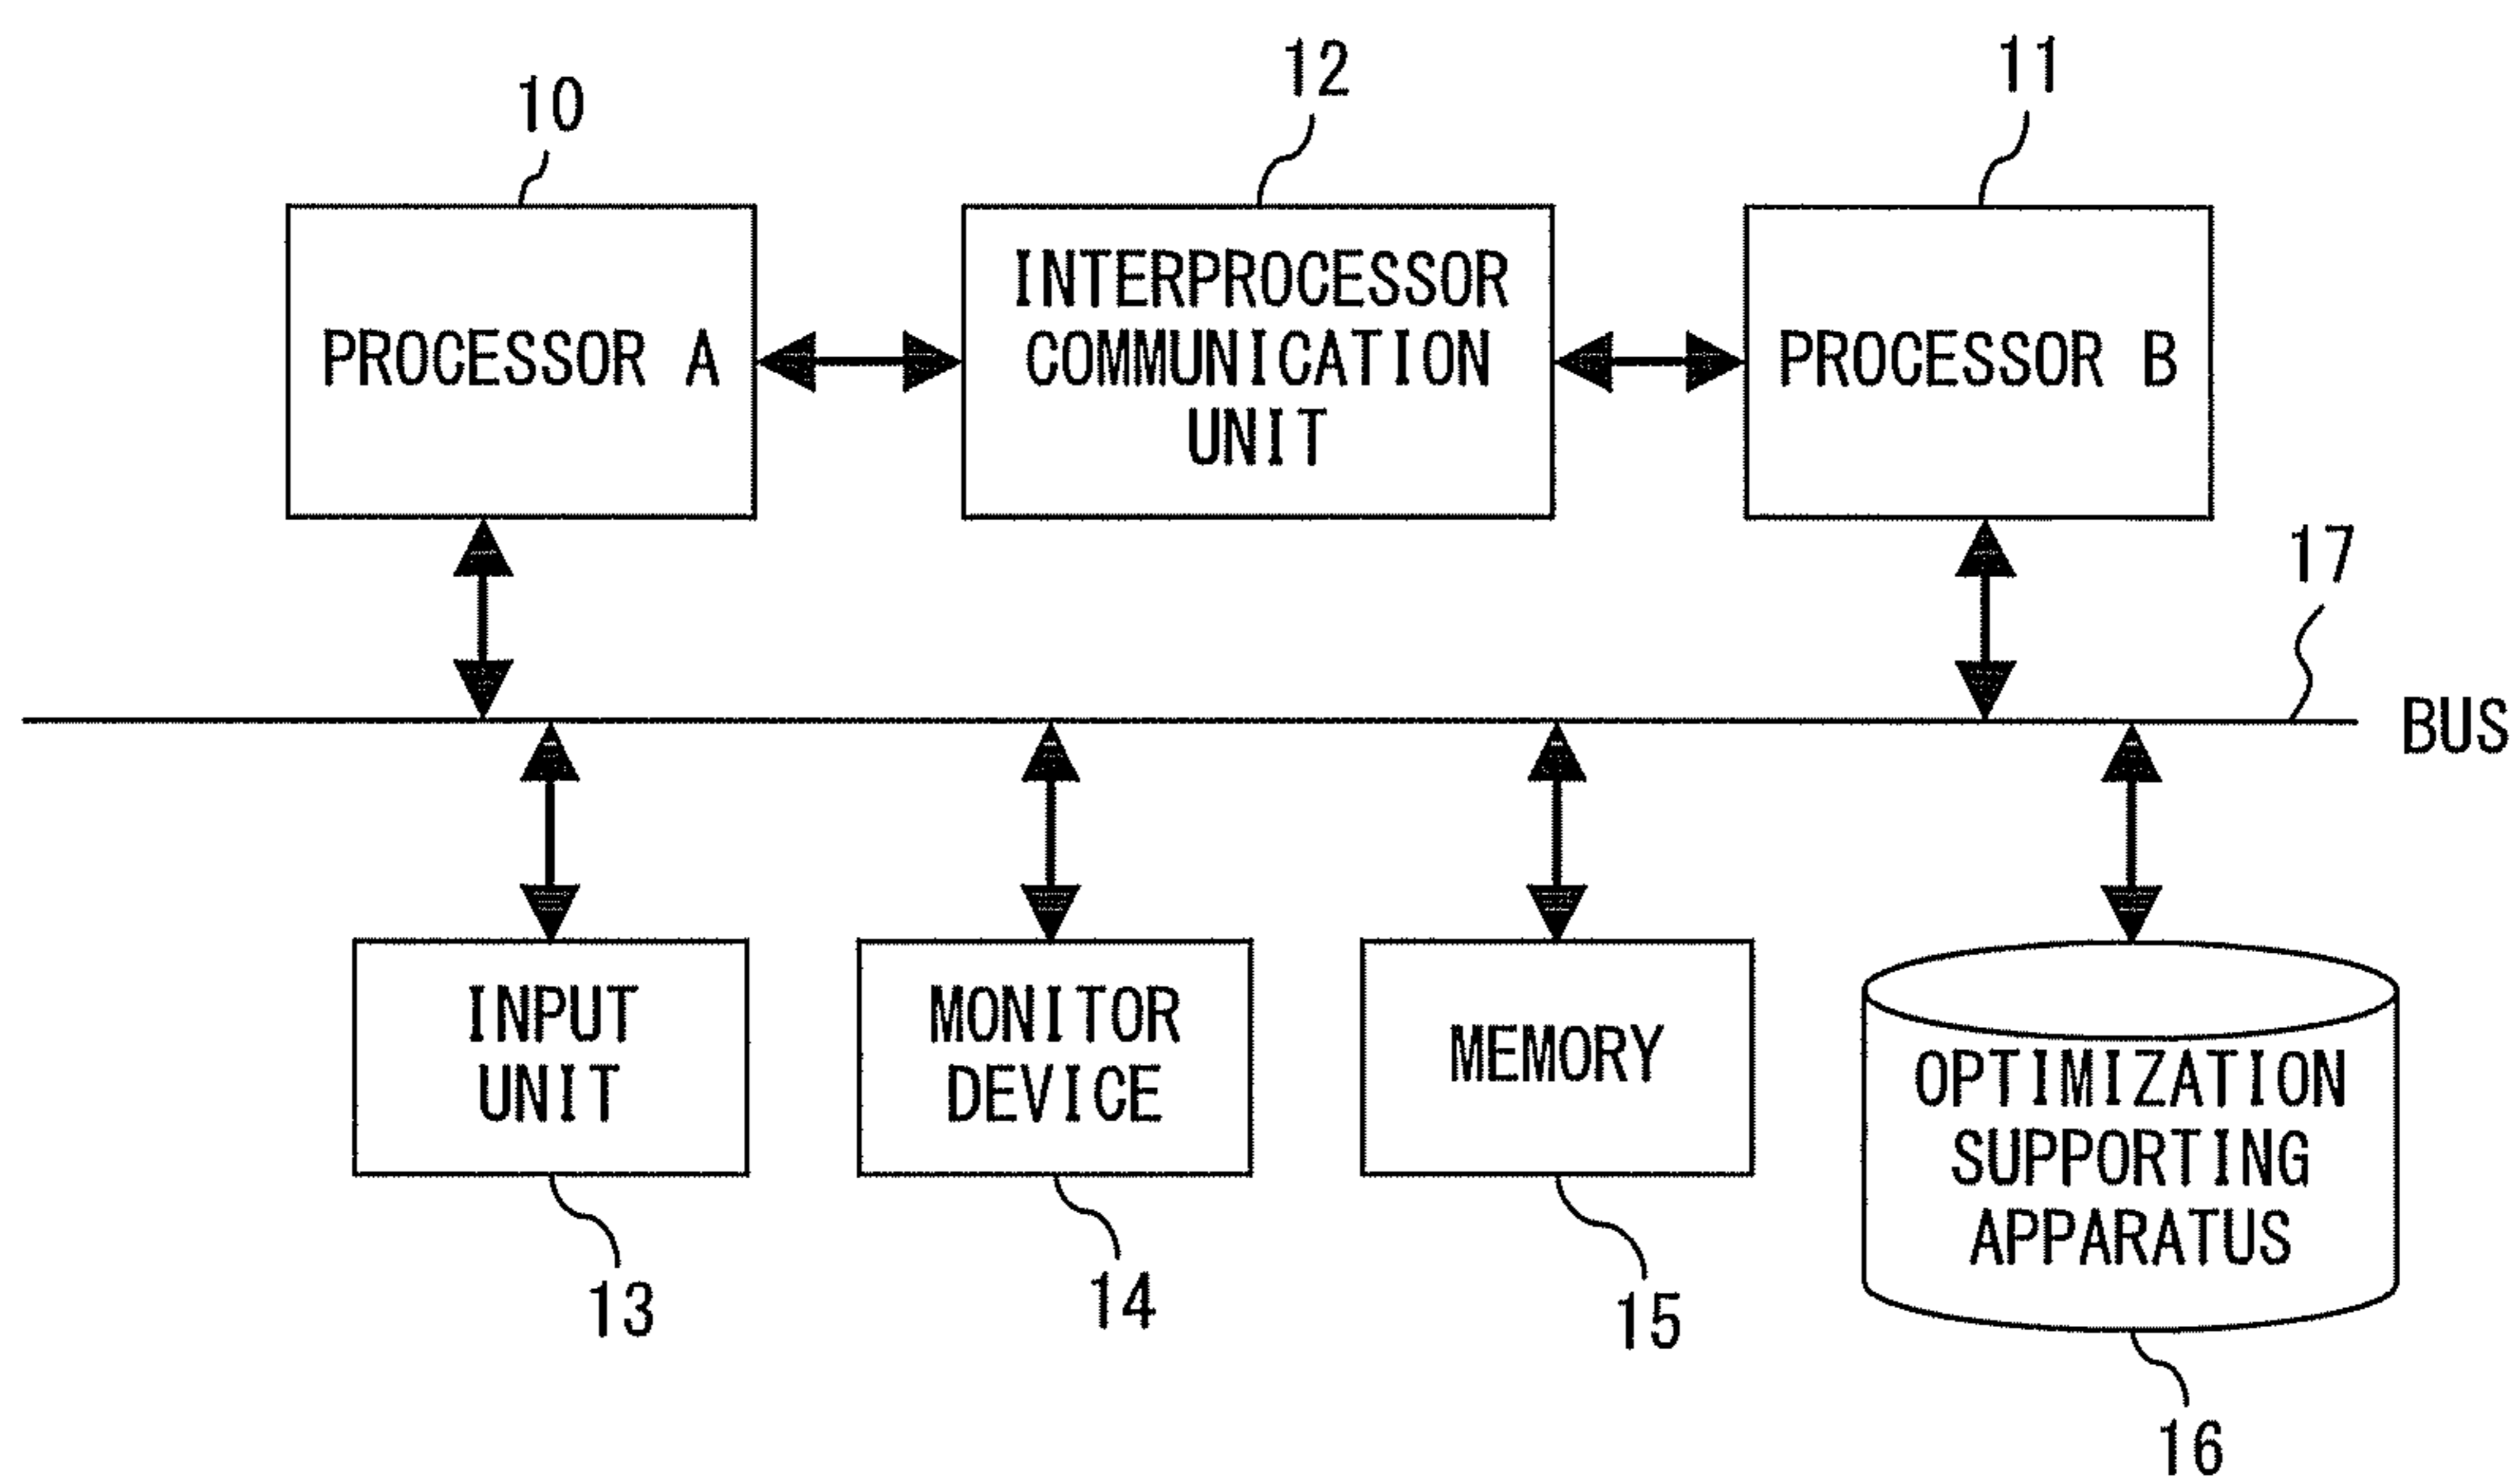 10
12
11
PROCESSOR A
INTERPROCESSOR
COMMUNICATION
UNIT
PROCESSOR B
17
BUS
INPUT
UNIT
MONITOR
DEVICE
MEMORY
OPTIMIZATION
SUPPORTING
APPARATUS
13
14
15
16